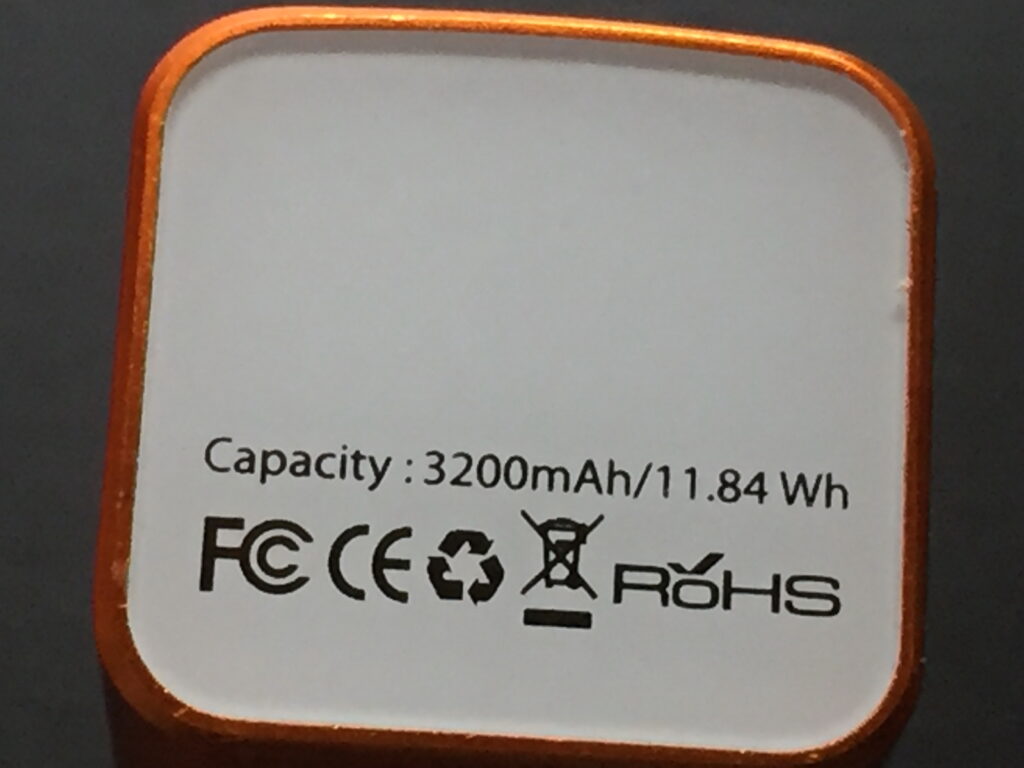 Capacity : 3200mAh/11.84 Wh
FC CE RoHS